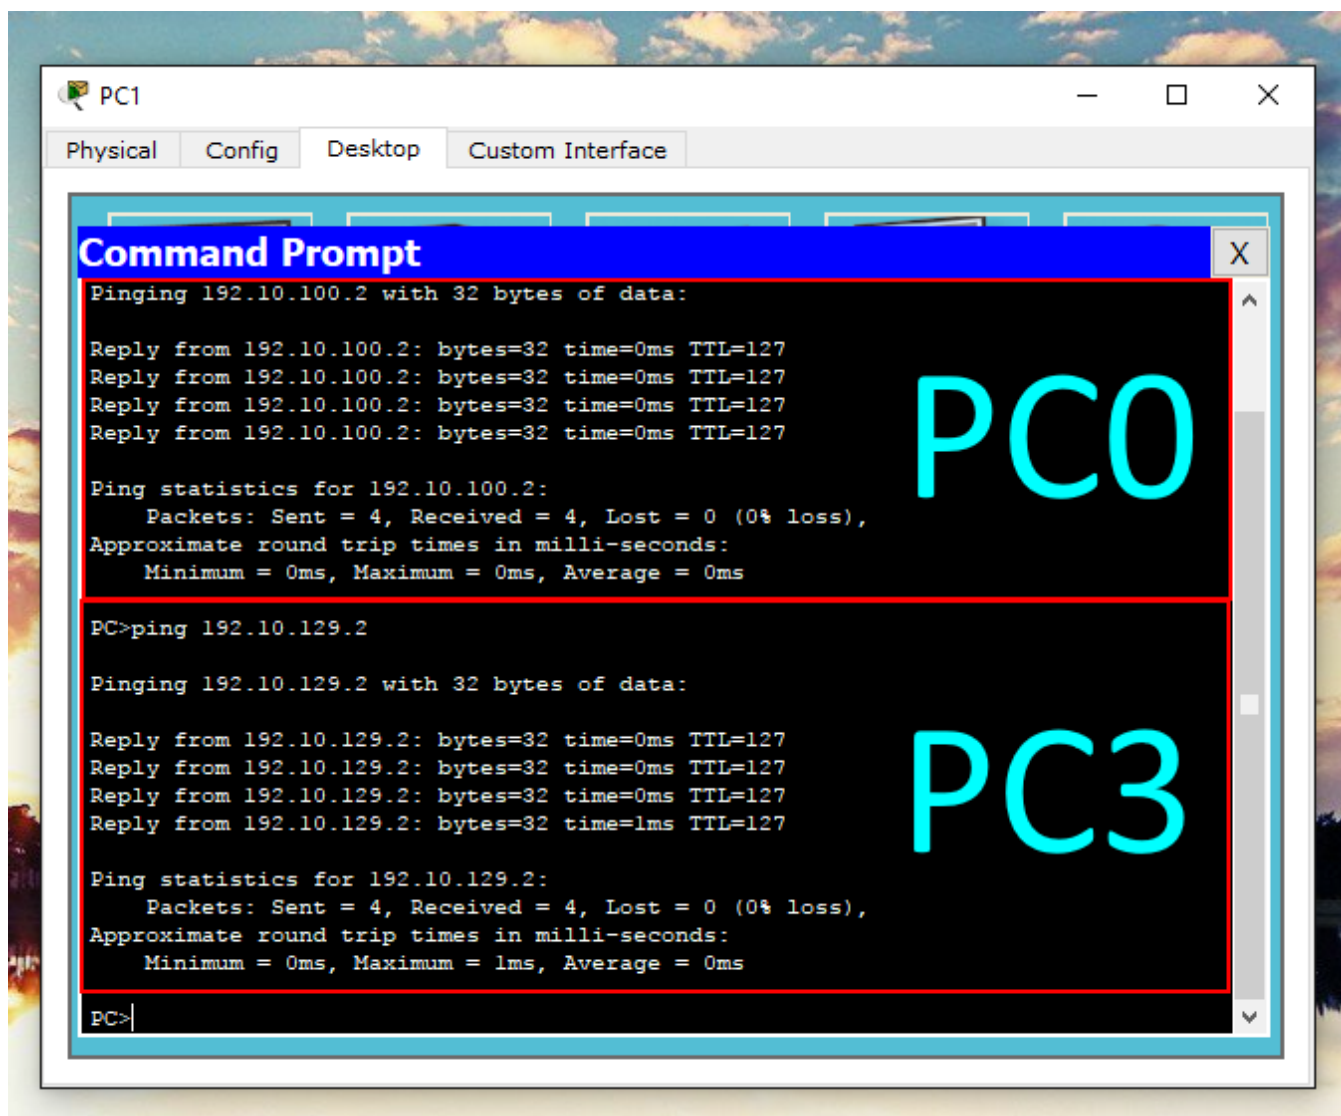 PC1
Physical Config Desktop Custom Interface
Command Prompt X
Pinging 192.10.100.2 with 32 bytes of data:
Reply from 192.10.100.2: bytes=32 time=0ms TTL=127
Reply from 192.10.100.2: bytes=32 time=0ms TTL=127
Reply from 192.10.100.2: bytes=32 time=0ms TTL=127
Reply from 192.10.100.2: bytes=32 time=0ms TTL=127
PC0
Ping statistics for 192.10.100.2:
Packets: Sent = 4, Received = 4, Lost = 0 (0% loss),
Approximate round trip times in milli-seconds:
Minimum = 0ms, Maximum = 0ms, Average = 0ms
PC>ping 192.10.129.2
Pinging 192.10.129.2 with 32 bytes of data:
Reply from 192.10.129.2: bytes=32 time=0ms TTL=127
Reply from 192.10.129.2: bytes=32 time=0ms TTL=127
Reply from 192.10.129.2: bytes=32 time=0ms TTL=127
Reply from 192.10.129.2: bytes=32 time=1ms TTL=127
PC3
Ping statistics for 192.10.129.2:
Packets: Sent = 4, Received = 4, Lost = 0 (0% loss),
Approximate round trip times in milli-seconds:
Minimum = 0ms, Maximum = 1ms, Average = 0ms
PC>